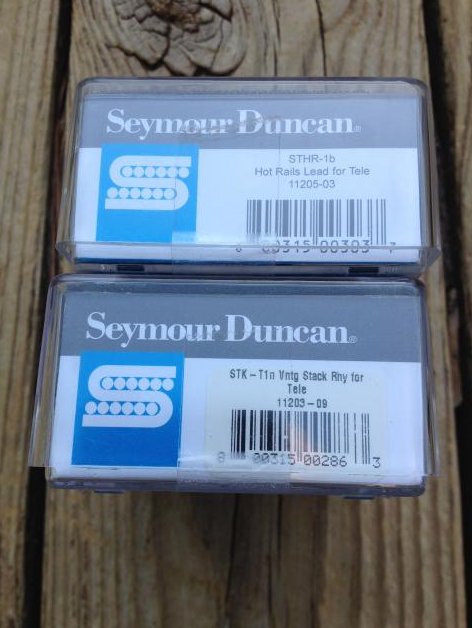 Seymour Duncan®
STHR-1b
Hot Rails Lead for Tele
11205-03
8 00315 00303 7
Seymour Duncan®
STK-T1n Vntg Stack Rhy for
Tele
11203-09
8 00315 00286 3